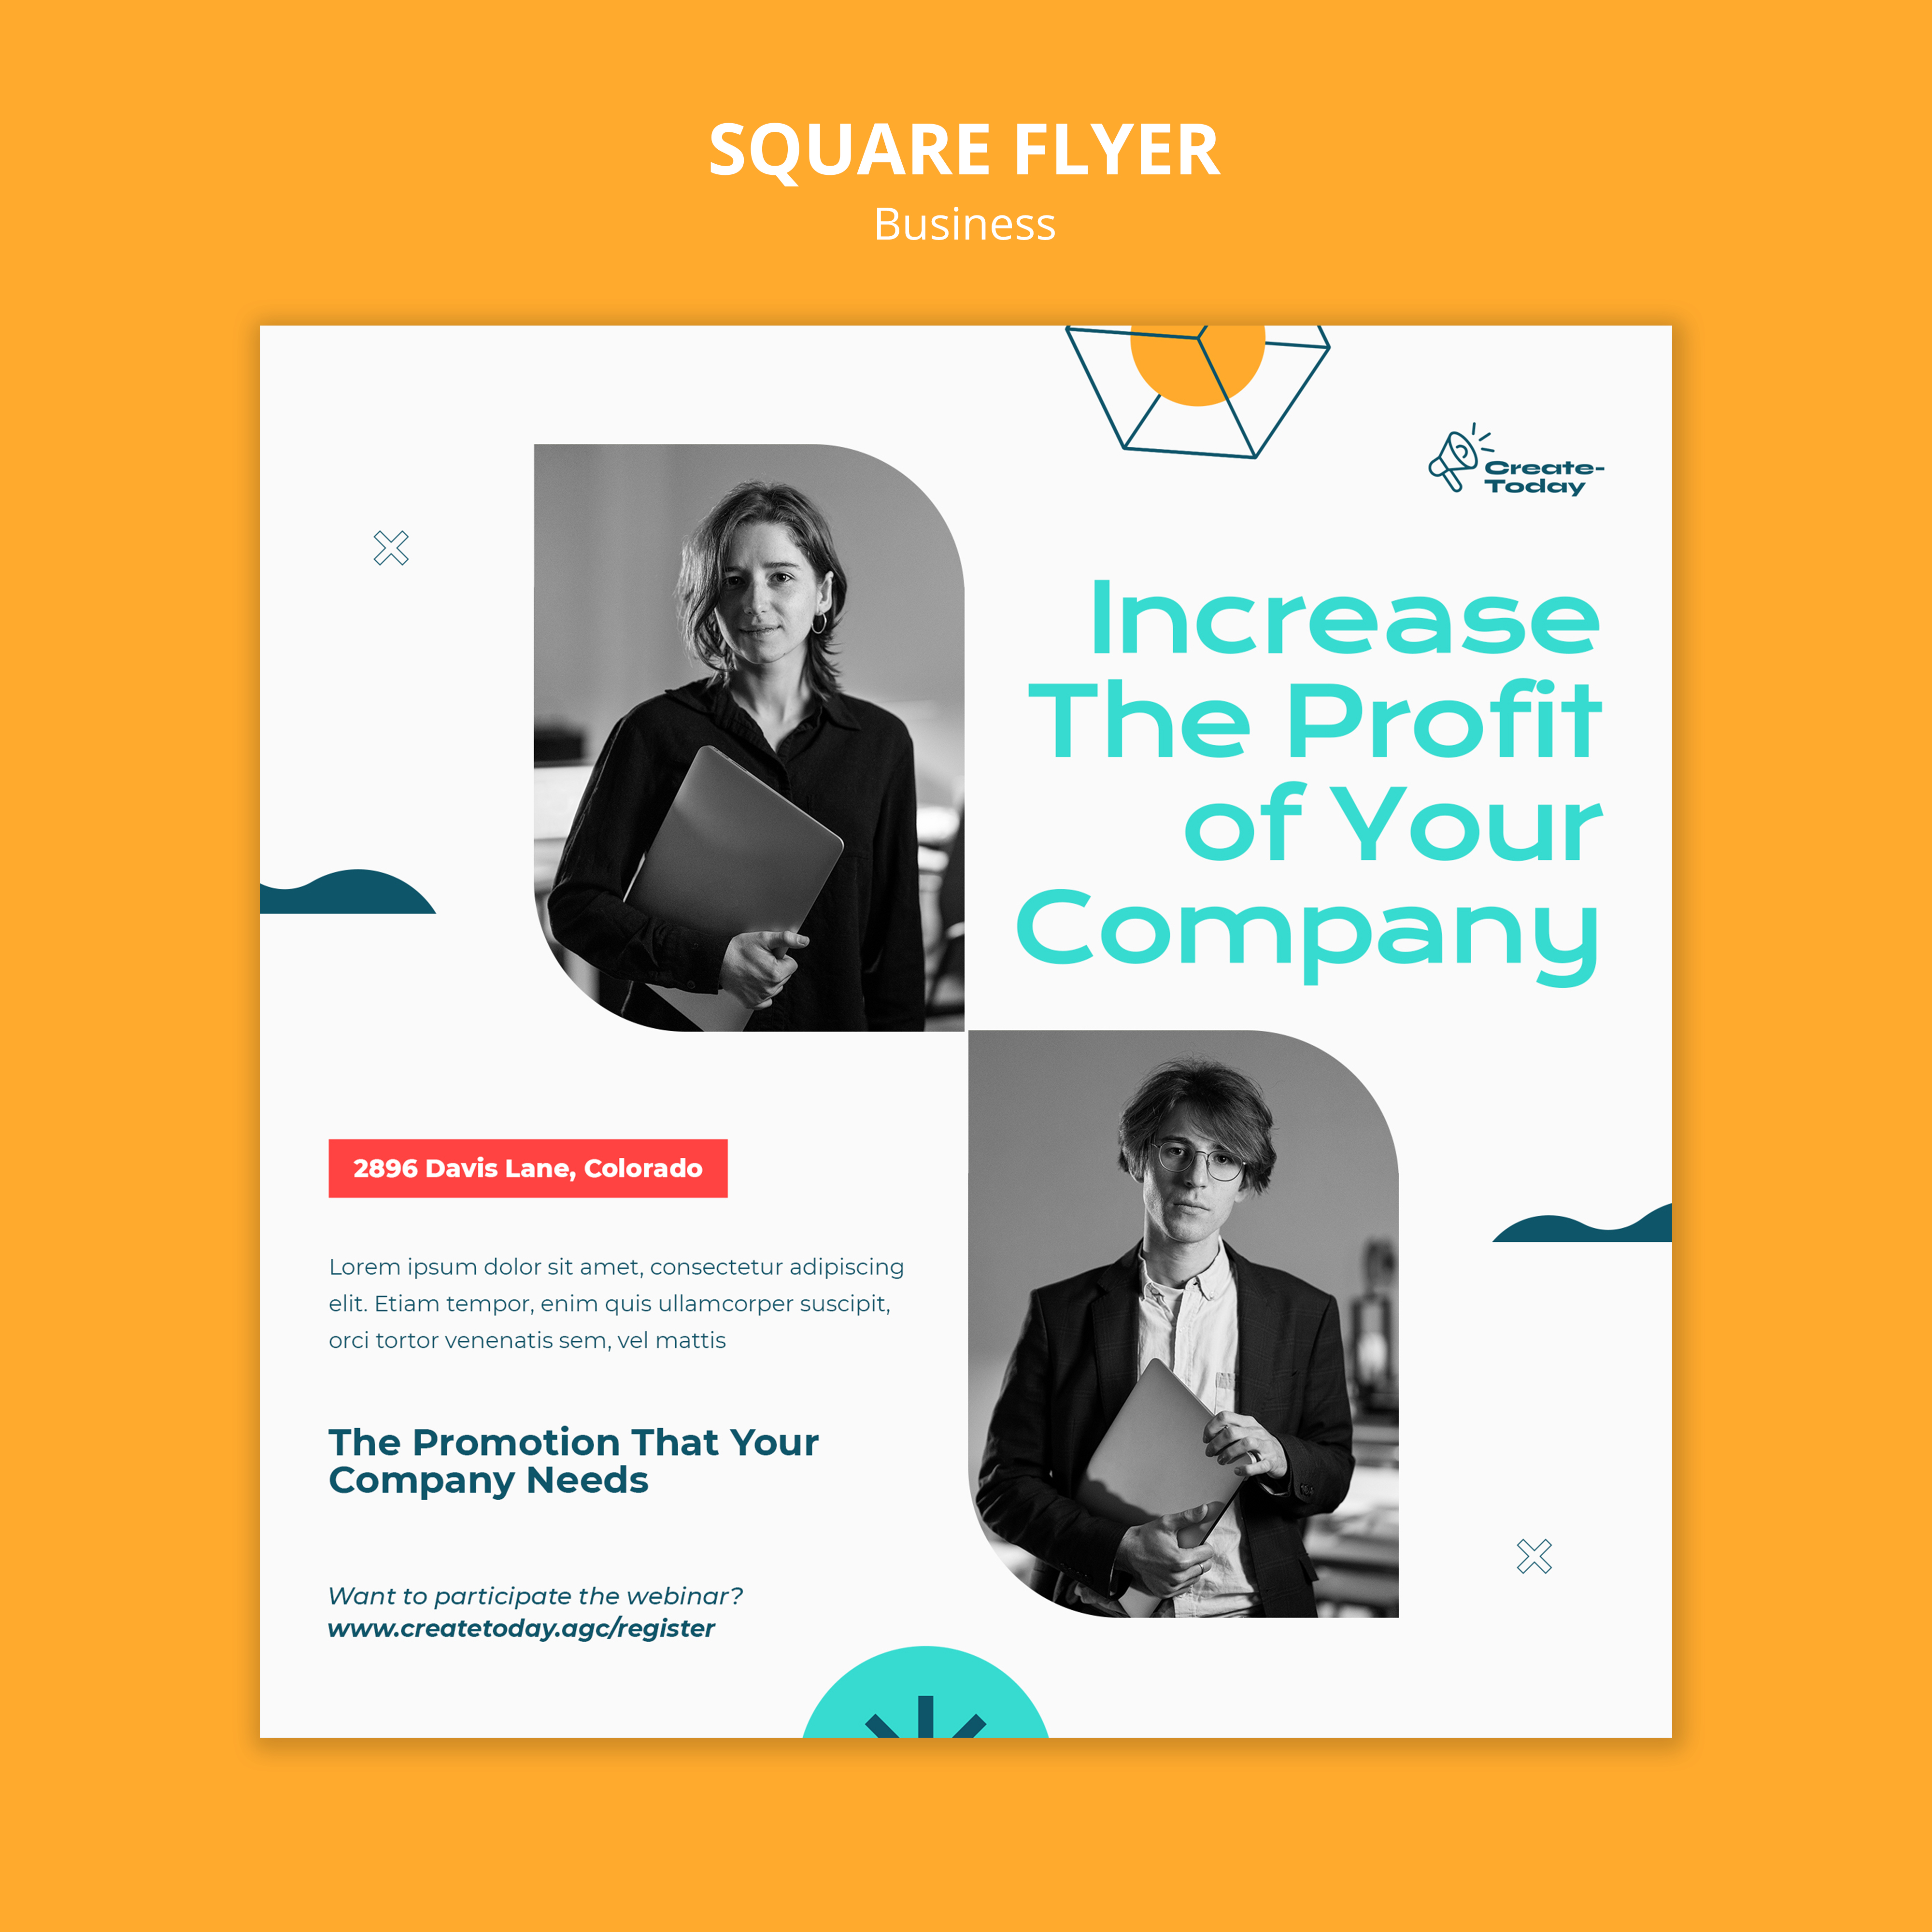 SQUARE FLYER
Business
Create-
Today
Increase
The Profit
of Your
Company
2896 Davis Lane, Colorado
Lorem ipsum dolor sit amet, consectetur adipiscing
elit. Etiam tempor, enim quis ullamcorper suscipit,
orci tortor venenatis sem, vel mattis
The Promotion That Your
Company Needs
Want to participate the webinar?
www.createtoday.agc/register